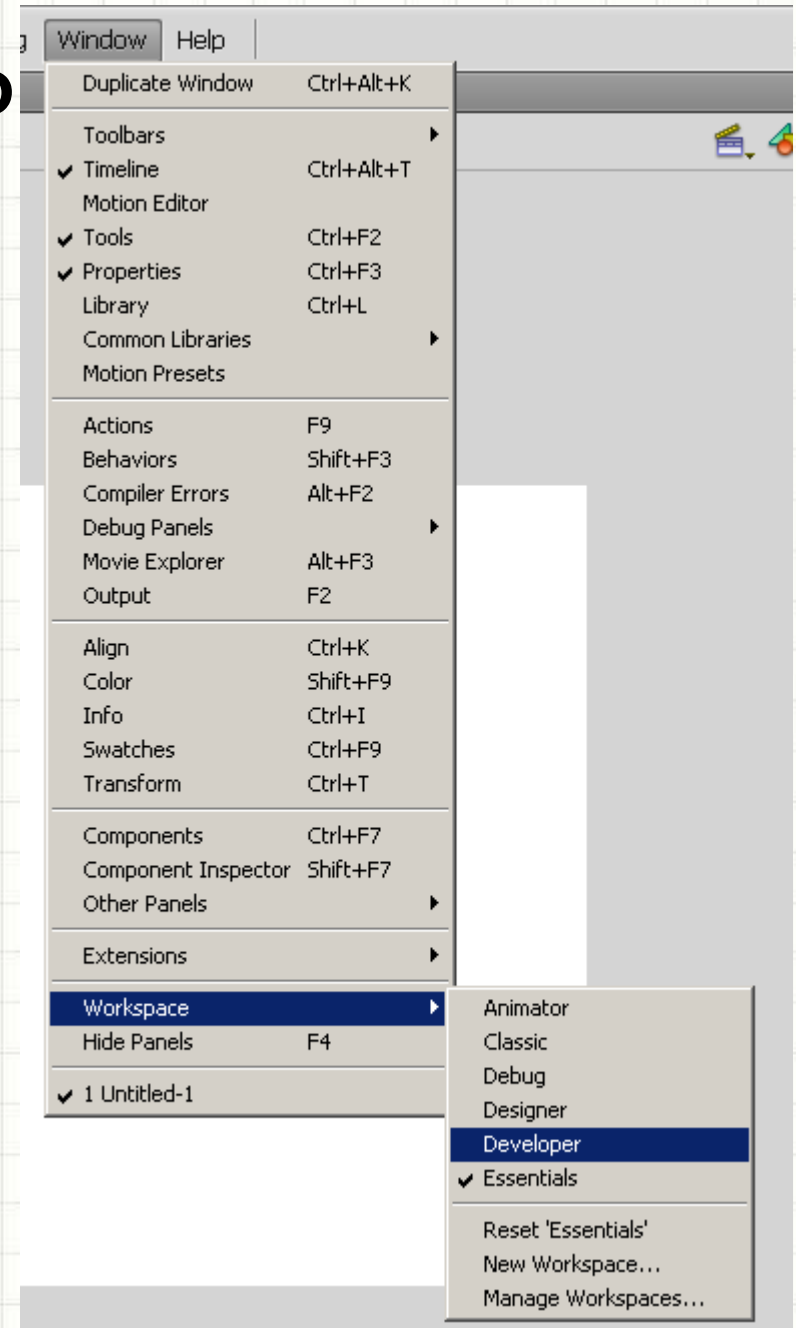 Window Help
Duplicate Window Ctrl+Alt+K
Toolbars
Timeline Ctrl+Alt+T
Motion Editor
Tools Ctrl+F2
Properties Ctrl+F3
Library Ctrl+L
Common Libraries
Motion Presets
Actions F9
Behaviors Shift+F3
Compiler Errors Alt+F2
Debug Panels
Movie Explorer Alt+F3
Output F2
Align Ctrl+K
Color Shift+F9
Info Ctrl+I
Swatches Ctrl+F9
Transform Ctrl+T
Components Ctrl+F7
Component Inspector Shift+F7
Other Panels
Extensions
Workspace
Hide Panels F4
1 Untitled-1
Animator
Classic
Debug
Designer
Developer
Essentials
Reset 'Essentials'
New Workspace...
Manage Workspaces...